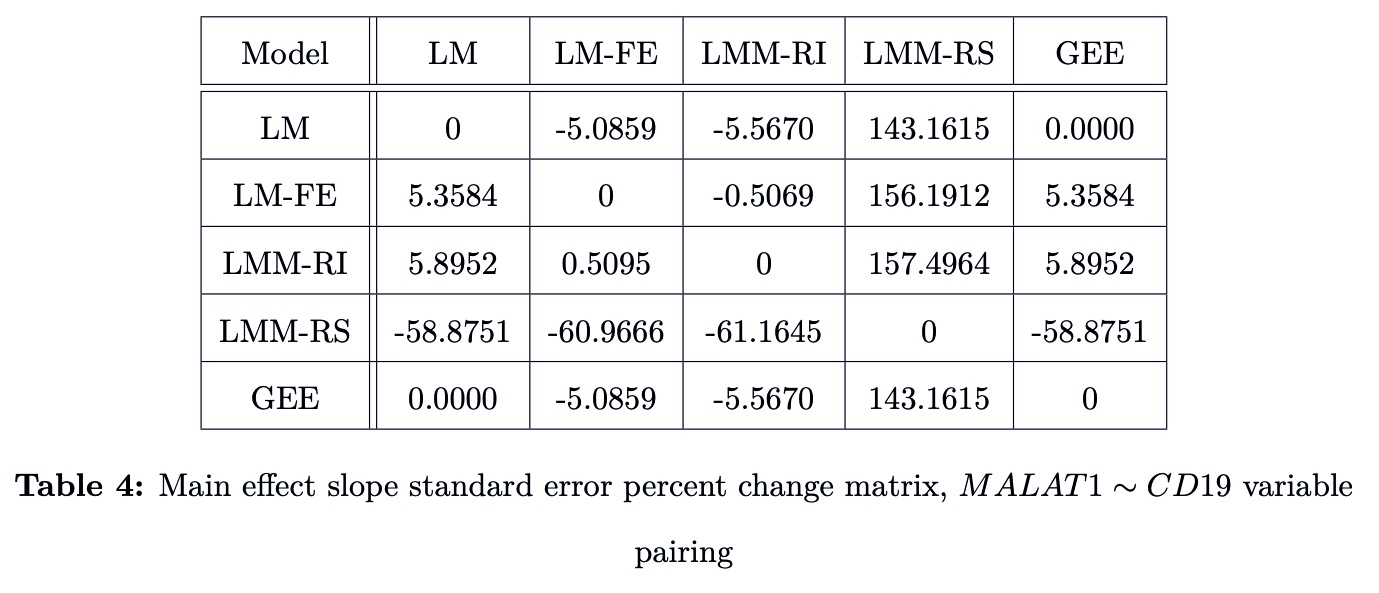 Model LM LM-FE LMM-RI LMM-RS GEE
LM 0 -5.0859 -5.5670 143.1615 0.0000
LM-FE 5.3584 0 -0.5069 156.1912 5.3584
LMM-RI 5.8952 0.5095 0 157.4964 5.8952
LMM-RS -58.8751 -60.9666 -61.1645 0 -58.8751
GEE 0.0000 -5.0859 -5.5670 143.1615 0
Table 4: Main effect slope standard error percent change matrix, MALAT1 ∼ CD19 variable
pairing